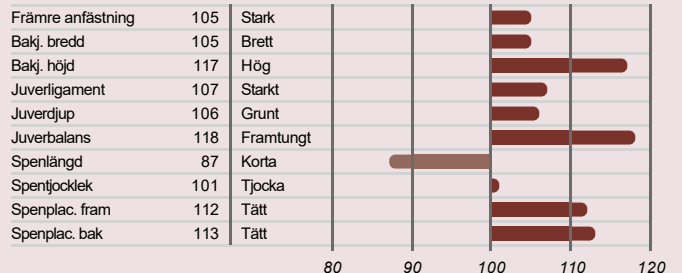 Främre anfästning 105 Stark
Bakj. bredd 105 Brett
Bakj. höjd 117 Hög
Juverligament 107 Starkt
Juverdjup 106 Grunt
Juverbalans 118 Framtungt
Spenlängd 87 Korta
Spentjocklek 101 Tjocka
Spenplac. fram 112 Tätt
Spenplac. bak 113 Tätt
80 90 100 110 120